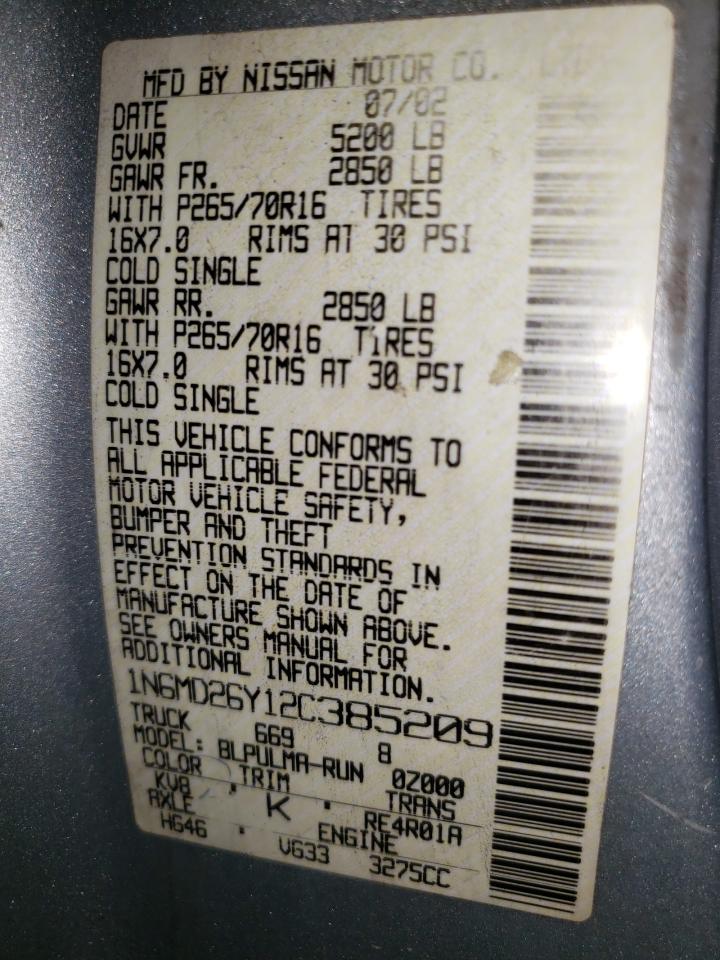 MFD BY NISSAN MOTOR CO.
DATE 07/02
GVWR 5200 LB
GAWR FR. 2850 LB
WITH P265/70R16 TIRES
16X7.0 RIMS AT 30 PSI
COLD SINGLE
GAWR RR. 2850 LB
WITH P265/70R16 TIRES
16X7.0 RIMS AT 30 PSI
COLD SINGLE
THIS VEHICLE CONFORMS TO
ALL APPLICABLE FEDERAL
MOTOR VEHICLE SAFETY,
BUMPER AND THEFT
PREVENTION STANDARDS IN
EFFECT ON THE DATE OF
MANUFACTURE SHOWN ABOVE.
SEE OWNERS MANUAL FOR
ADDITIONAL INFORMATION.
1N6MD26Y12C385209
TRUCK 669 8
MODEL: BLPULMA-RUN 0Z000
COLOR TRIM TRANS
KV8 K RE4R01A
AXLE ENGINE
HG46 VG33 3275CC